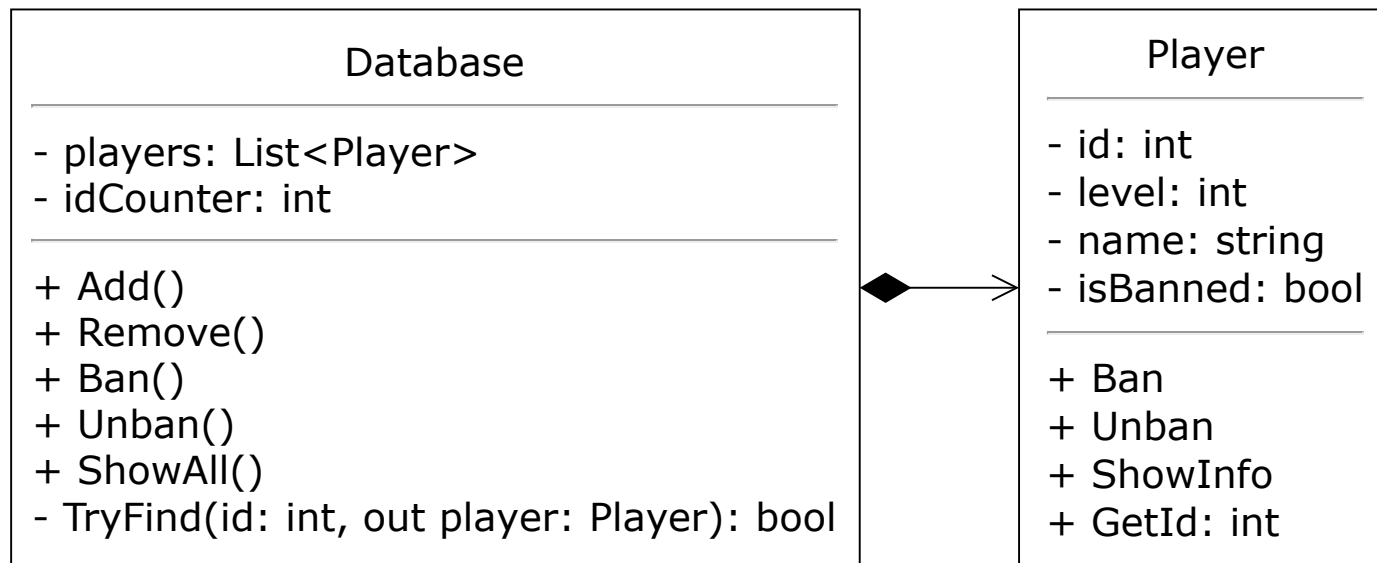 Database
- players: List<Player>
- idCounter: int
+ Add()
+ Remove()
+ Ban()
+ Unban()
+ ShowAll()
- TryFind(id: int, out player: Player): bool
Player
- id: int
- level: int
- name: string
- isBanned: bool
+ Ban
+ Unban
+ ShowInfo
+ GetId: int